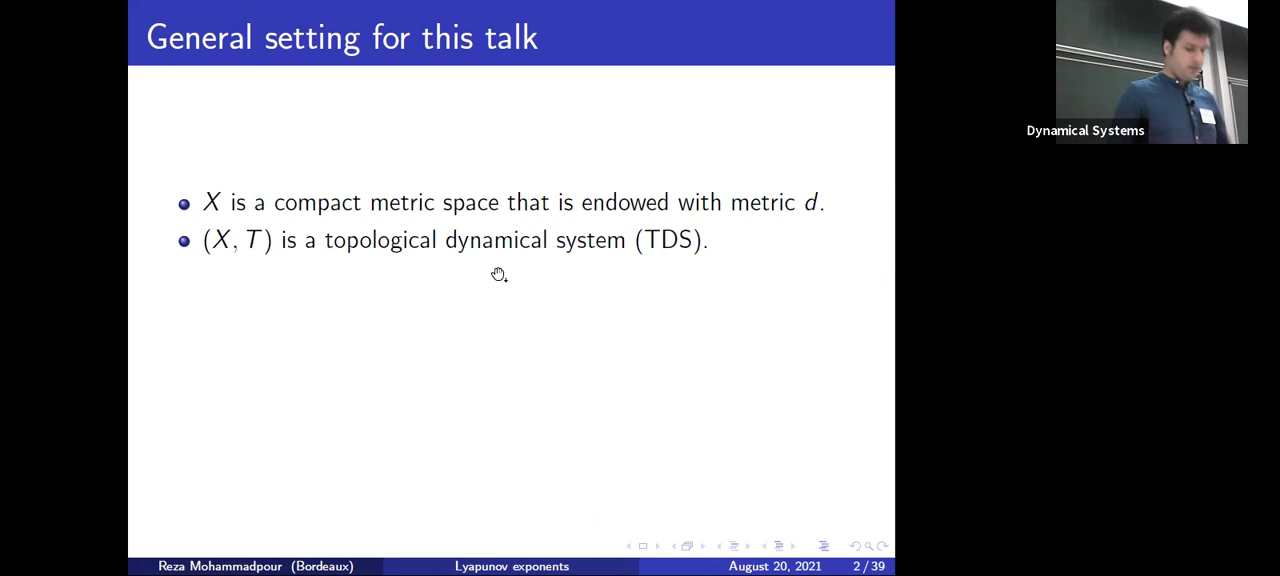 General setting for this talk
X is a compact metric space that is endowed with metric d.
(X, T) is a topological dynamical system (TDS).
Dynamical Systems
Reza Mohammadpour (Bordeaux)
Lyapunov exponents
August 20, 2021
2 / 39